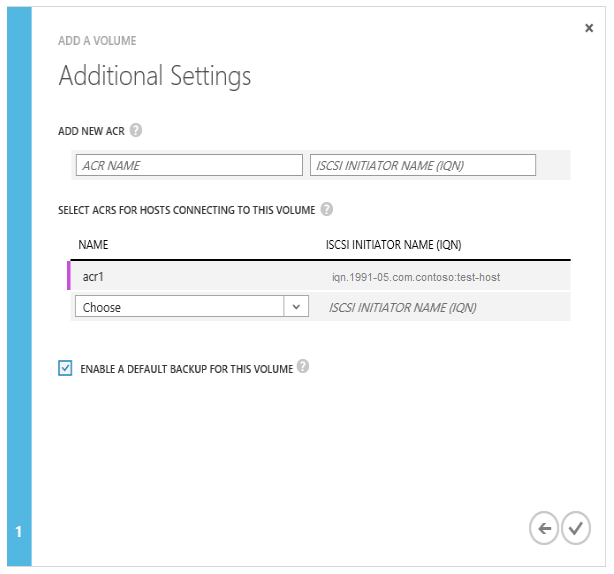 ADD A VOLUME
Additional Settings
ADD NEW ACR ?
ACR NAME ISCSI INITIATOR NAME (IQN)
SELECT ACRS FOR HOSTS CONNECTING TO THIS VOLUME ?
NAME ISCSI INITIATOR NAME (IQN)
acr1 iqn.1991-05.com.contoso:test-host
Choose ISCSI INITIATOR NAME (IQN)
ENABLE A DEFAULT BACKUP FOR THIS VOLUME ?
1